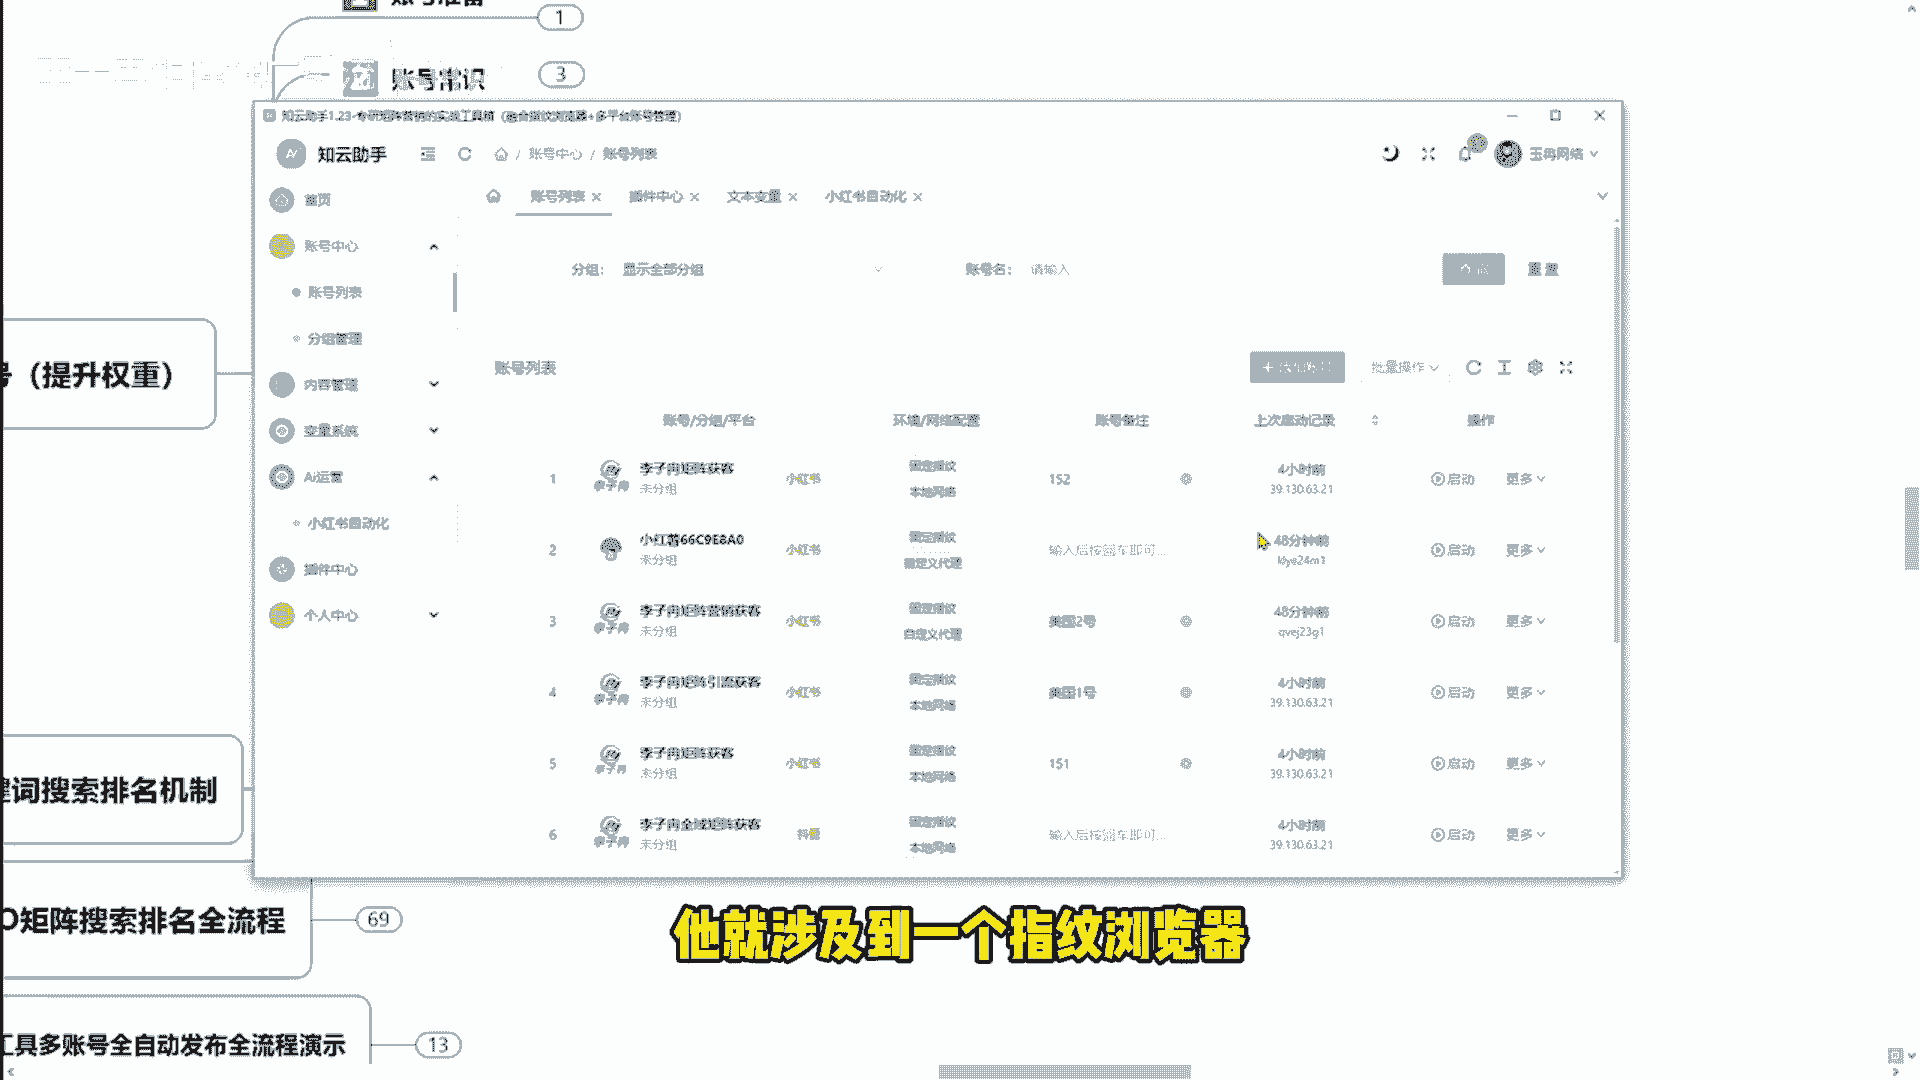 1
账号常识
3
知云助手1.23-专研矩阵营销的实战工具箱（融合指纹浏览器+多平台账号管理）
知云助手
/ 账号中心 / 账号列表
玉冉网络
首页
账号列表
插件中心
文本变量
小红书自动化
账号中心
分组: 显示全部分组
账号名: 请输入
重置
账号列表
分组管理
账号列表
批量操作
号（提升权重）
内容管理
变量系统
账号/分组/平台
环境/网络配置
账号备注
上次启动记录
操作
Ai运营
1
李子冉矩阵获客
未分组
小红书
固定指纹
本地网络
152
4小时前
39.130.63.21
启动
更多
小红书自动化
2
小红薯66C9E8A0
未分组
小红书
固定指纹
自定义代理
输入后按回车即可...
48分钟前
启动
更多
插件中心
个人中心
3
李子冉矩阵营销获客
未分组
小红书
固定指纹
自定义代理
美国2号
48分钟前
qvej23g1
启动
更多
4
李子冉矩阵引流获客
未分组
小红书
固定指纹
本地网络
美国1号
4小时前
39.130.63.21
启动
更多
5
李子冉矩阵获客
未分组
小红书
固定指纹
本地网络
151
4小时前
39.130.63.21
启动
更多
键词搜索排名机制
6
李子冉全域矩阵获客
未分组
抖音
固定指纹
本地网络
输入后按回车即可...
4小时前
39.130.63.21
启动
更多
O矩阵搜索排名全流程
69
他就涉及到一个指纹浏览器
工具多账号全自动发布全流程演示
13